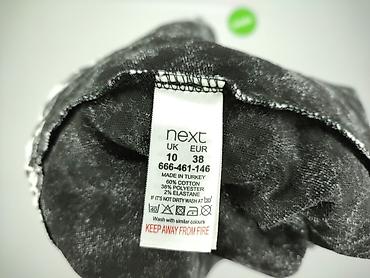 next
UK EUR
10 38
666-461-146
MADE IN TURKEY
60% COTTON
38% POLYESTER
2% ELASTANE
IF IT'S NOT DIRTY WASH AT 30°
40
Wash with similar colours
KEEP AWAY FROM FIRE